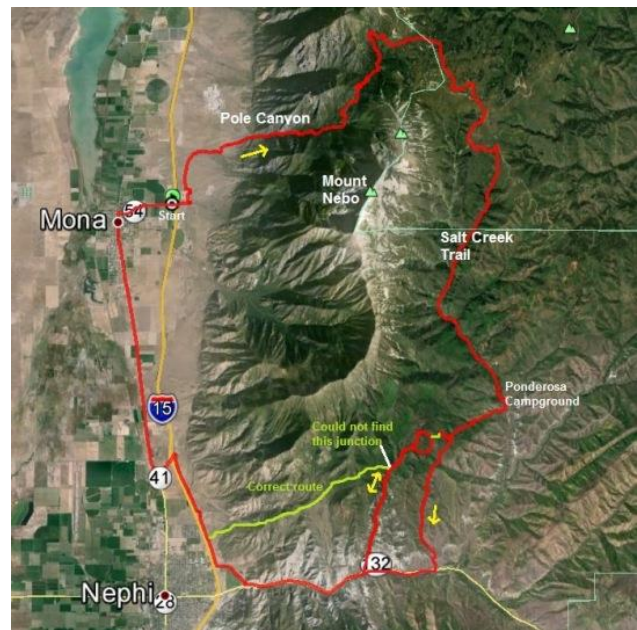 Pole Canyon
Mount
Nebo
Mona
54
Start
Salt Creek
Trail
Ponderosa
Campground
15
Could not find
this junction
41
Correct route
132
Nephi
28